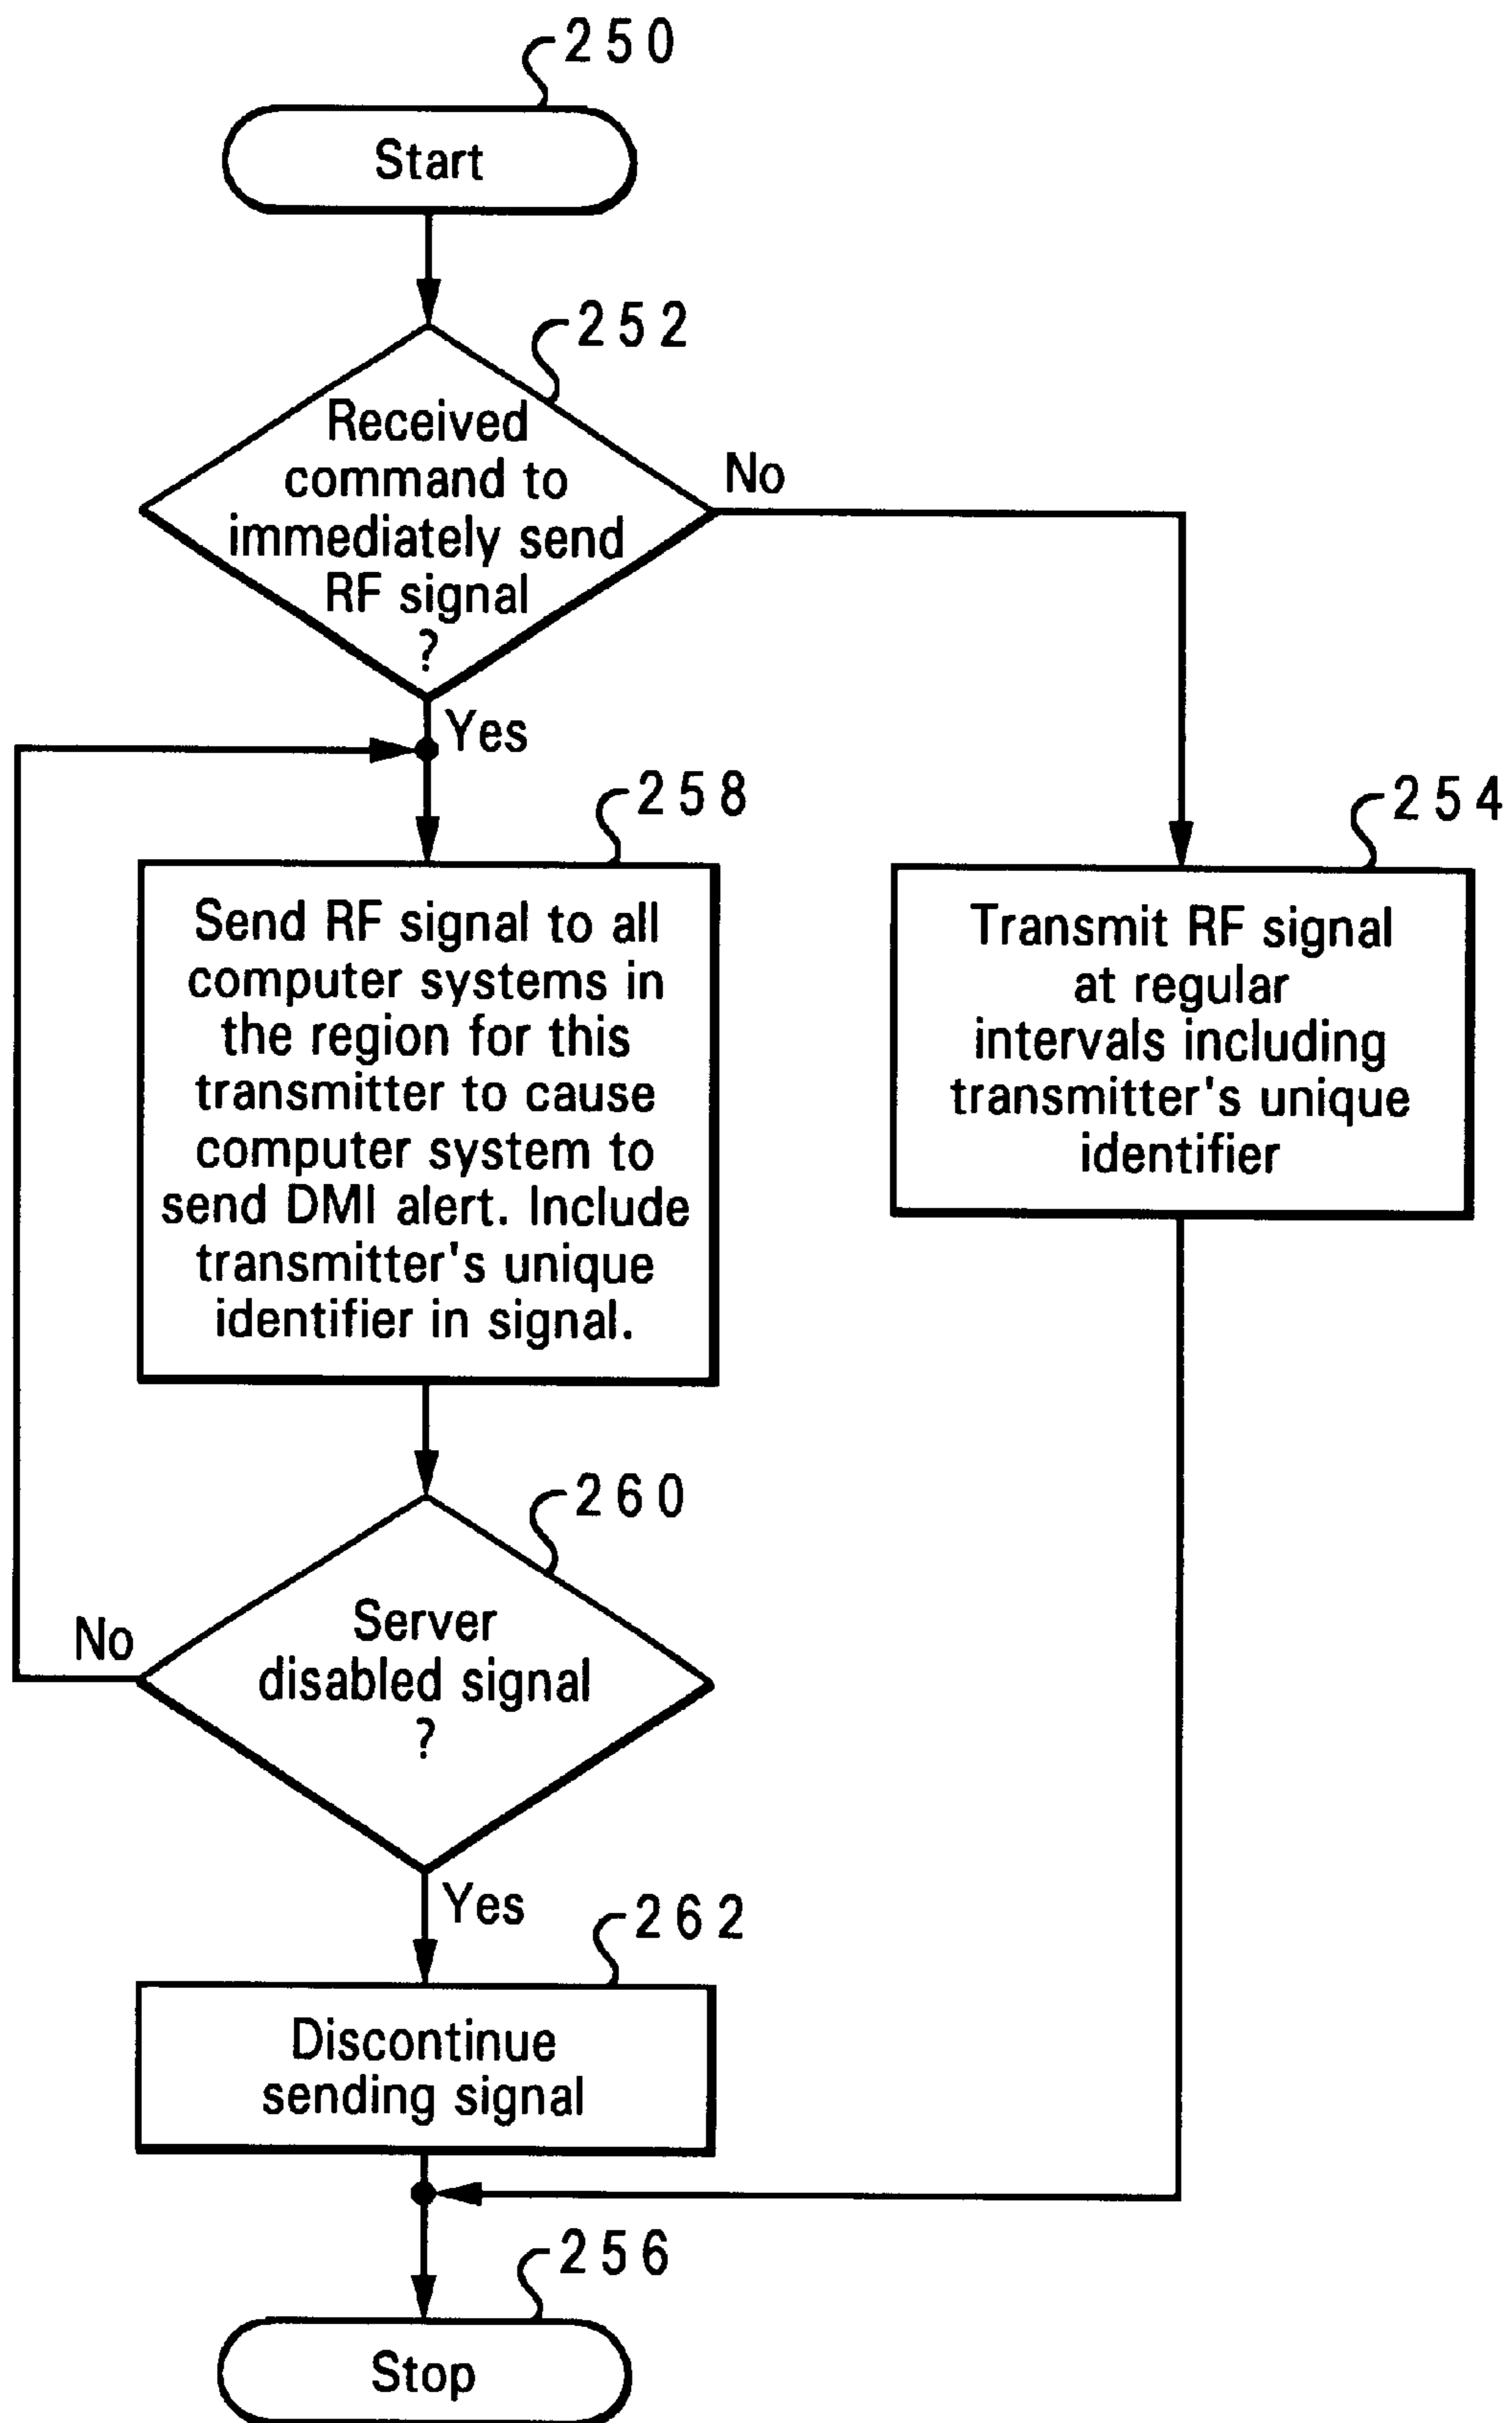 250
Start
252
Received
command to
immediately send
RF signal
?
No
Yes
258
Send RF signal to all
computer systems in
the region for this
transmitter to cause
computer system to
send DMI alert. Include
transmitter's unique
identifier in signal.
254
Transmit RF signal
at regular
intervals including
transmitter's unique
identifier
260
Server
disabled signal
?
No
Yes
262
Discontinue
sending signal
256
Stop